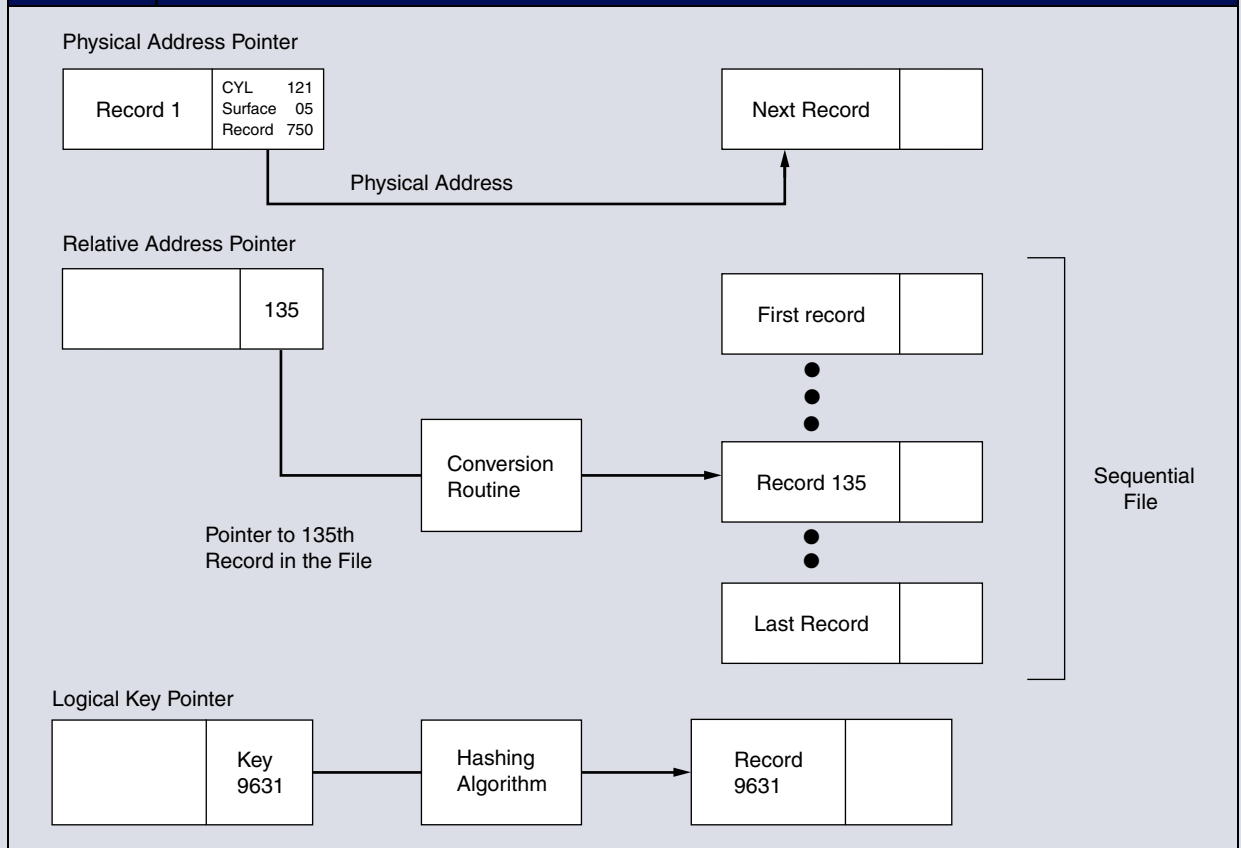 Physical Address Pointer
Record 1
CYL 121
Surface 05
Record 750
Next Record
Physical Address
Relative Address Pointer
135
First record
Conversion
Routine
Record 135
Sequential
File
Pointer to 135th
Record in the File
Last Record
Logical Key Pointer
Key
9631
Hashing
Algorithm
Record
9631